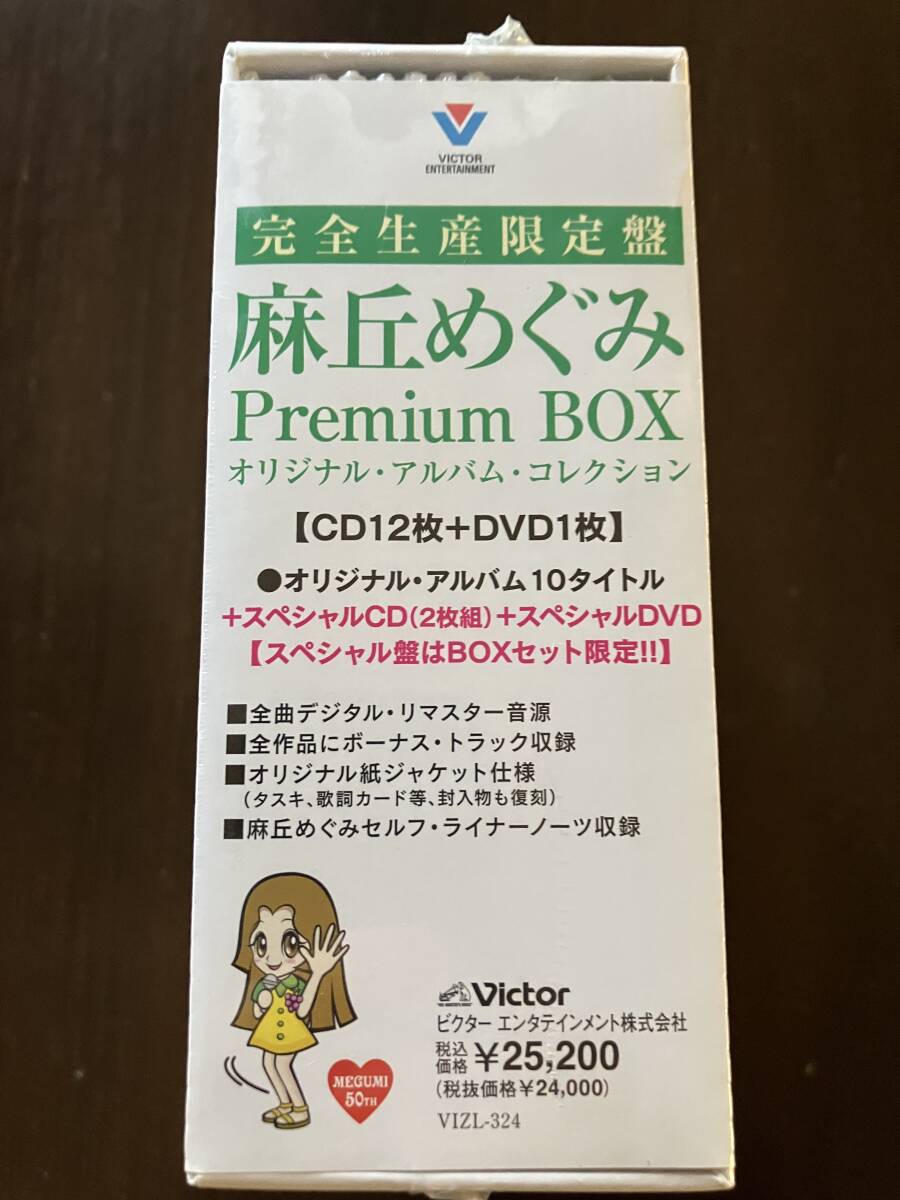 VICTOR
ENTERTAINMENT
完全生産限定盤
麻丘めぐみ
Premium BOX
オリジナル・アルバム・コレクション
【CD12枚+DVD1枚】
●オリジナル・アルバム10タイトル
+スペシャルCD(2枚組)+スペシャルDVD
【スペシャル盤はBOXセット限定!!】
■全曲デジタル・リマスター音源
■全作品にボーナス・トラック収録
■オリジナル紙ジャケット仕様
(タスキ、歌詞カード等、封入物も復刻)
■麻丘めぐみセルフ・ライナーノーツ収録
MEGUMI
50TH
Victor
ビクター エンタテインメント株式会社
税込価格 ¥25,200
(税抜価格¥24,000)
VIZL-324